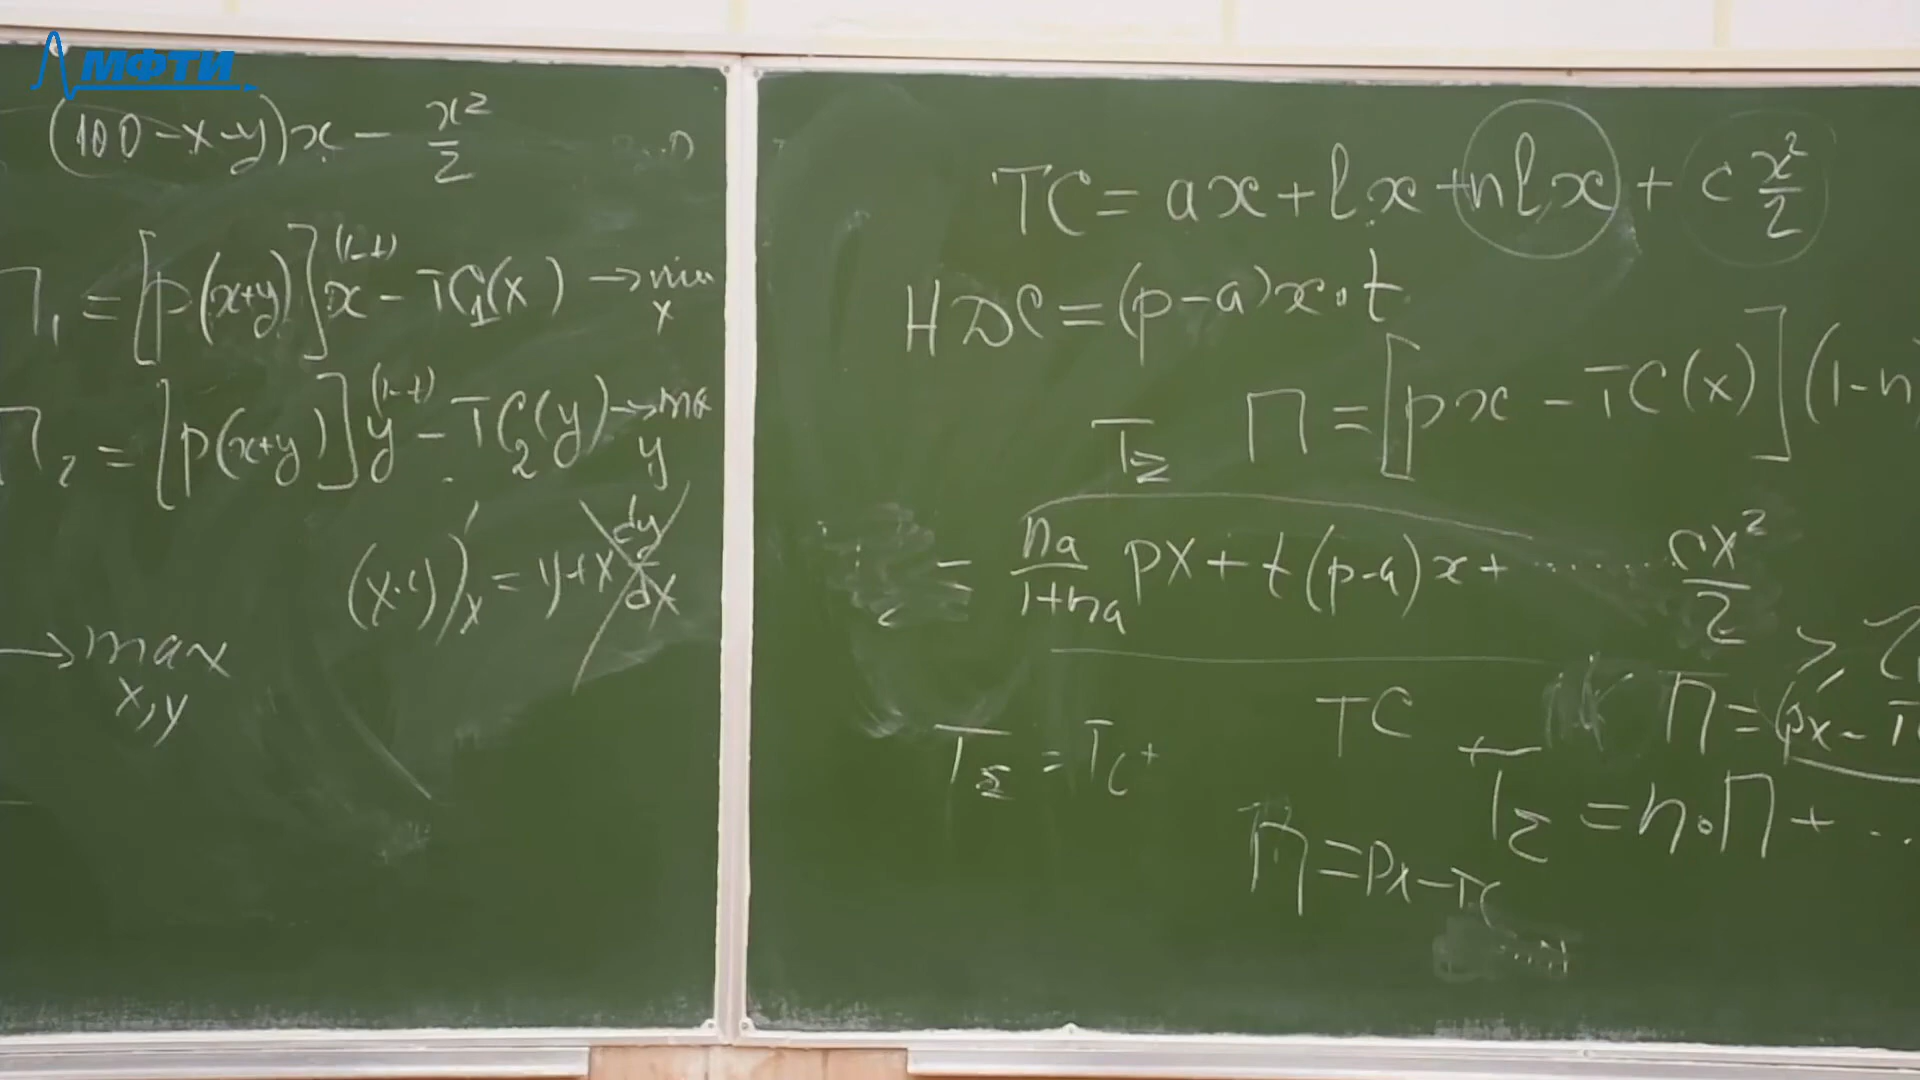 МФТИ
(100-x-y)x - x²/2
П₁ = [p(x+y)]x(1-t) - TC₁(x) → min x
П₂ = [p(x+y)]y(1-t) - TC₂(y) → max y
(x·y)'x = y+x dy/dx
→ max x,y
TC = ax + lx + nlx + c x²/2
НДС = (p-a)x·t
T_Σ П = [px - TC(x)](1-n
= na/(1+na) px + t(p-a)x + ...... cx²/2 ≥
TC П = (px - T
T_Σ = T_C +
T_Σ = n·П + ...
П = px - TC